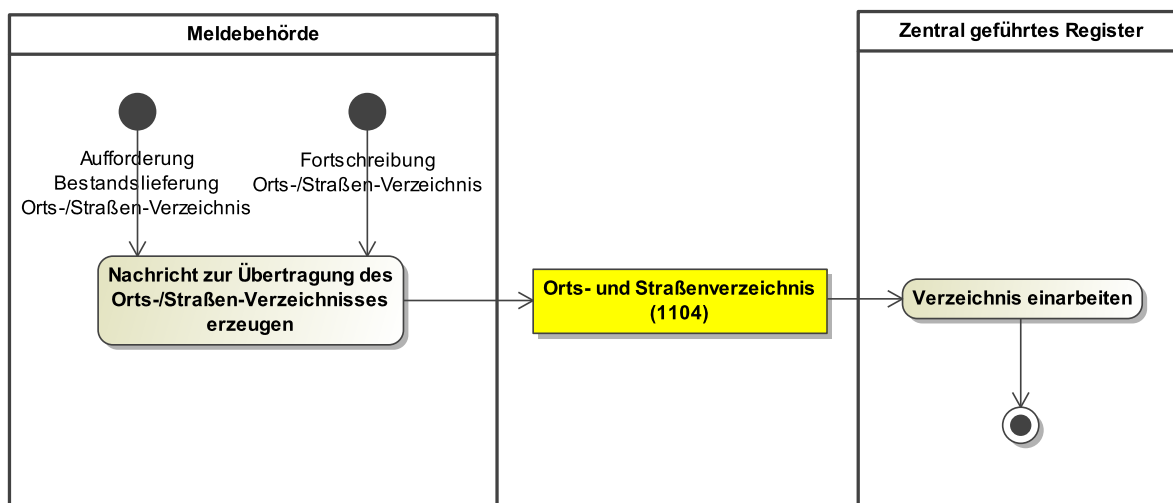 Meldebehörde
Zentral geführtes Register
Aufforderung
Bestandslieferung
Orts-/Straßen-Verzeichnis
Fortschreibung
Orts-/Straßen-Verzeichnis
Nachricht zur Übertragung des
Orts-/Straßen-Verzeichnisses
erzeugen
Orts- und Straßenverzeichnis
(1104)
Verzeichnis einarbeiten